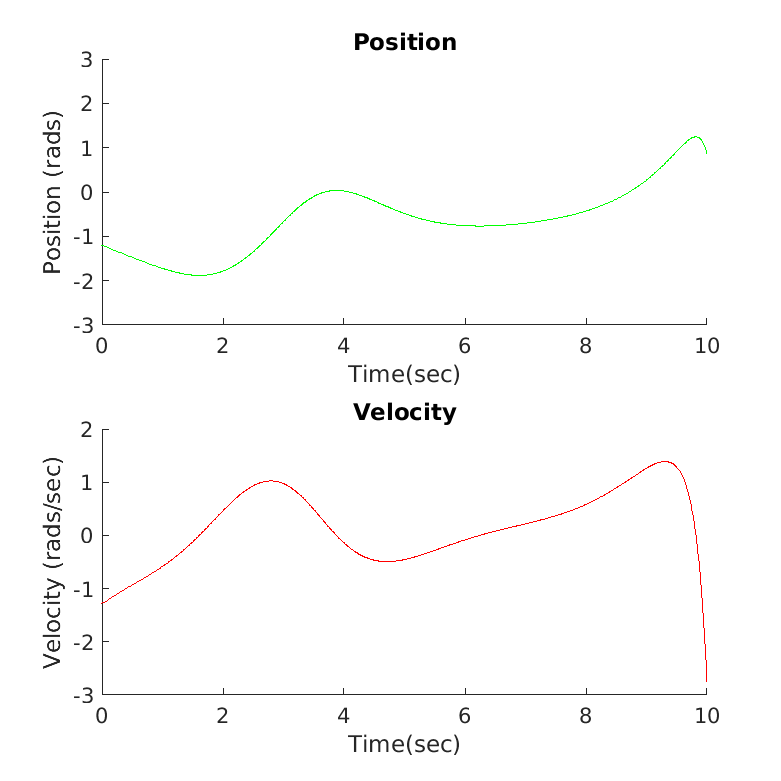 Position
3
2
1
0
-1
-2
-3
Position (rads)
0 2 4 6 8 10
Time(sec)
Velocity
2
1
0
-1
-2
-3
Velocity (rads/sec)
0 2 4 6 8 10
Time(sec)